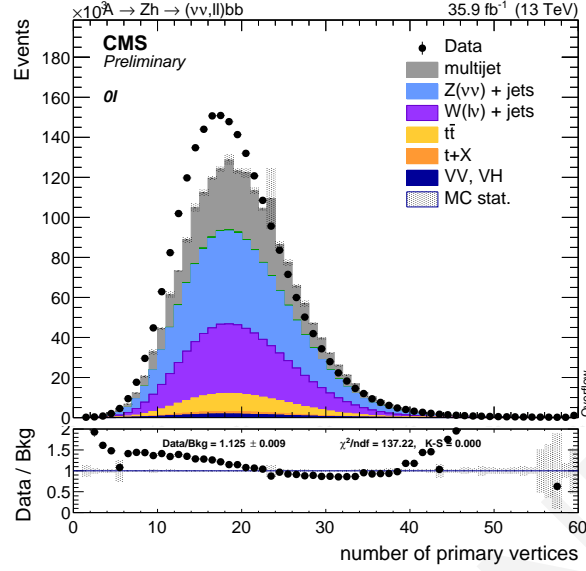 ×10³
A → Zh → (νν,ll)bb
35.9 fb⁻¹ (13 TeV)
Events
CMS
Preliminary
0l
Data
multijet
Z(νν) + jets
W(lν) + jets
tt̄
t+X
VV, VH
MC stat.
180
160
140
120
100
80
60
40
20
0
Overflow
Data / Bkg
Data/Bkg = 1.125 ± 0.009
χ²/ndf = 137.22, K-S = 0.000
2
1.5
1
0.5
0
0 10 20 30 40 50 60
number of primary vertices